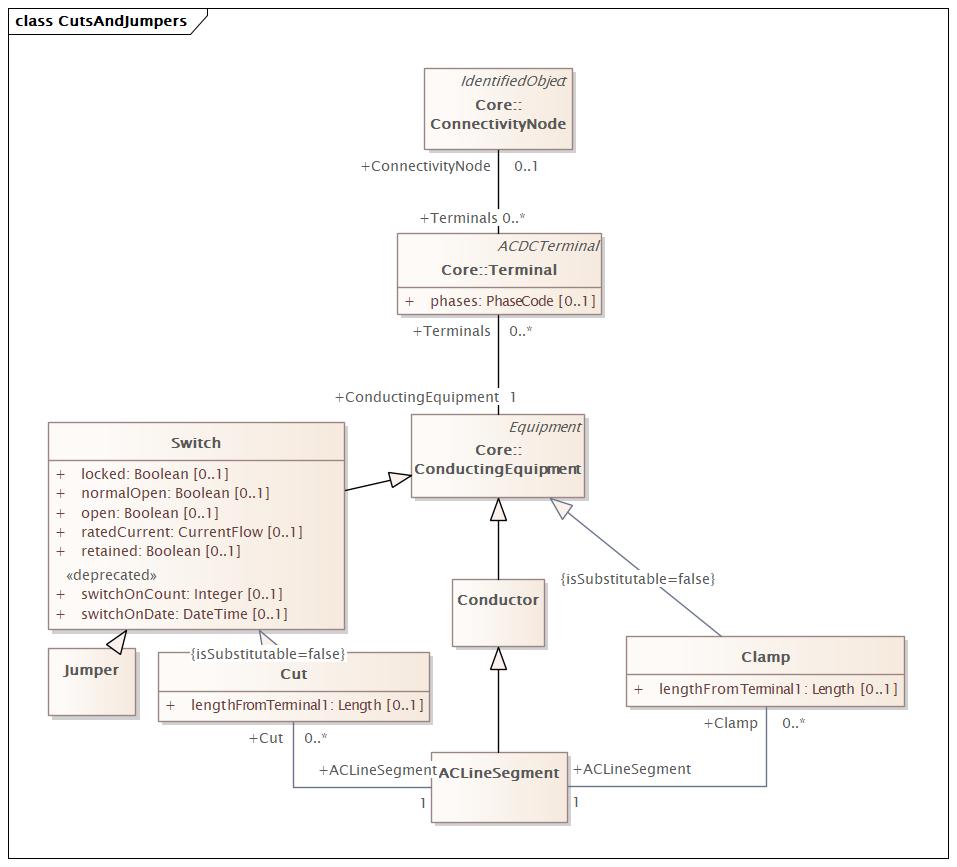 class CutsAndJumpers
IdentifiedObject
Core::
ConnectivityNode
+ConnectivityNode 0..1
+Terminals 0..*
ACDCTerminal
Core::Terminal
+ phases: PhaseCode [0..1]
+Terminals 0..*
+ConductingEquipment 1
Equipment
Core::
ConductingEquipment
Switch
+ locked: Boolean [0..1]
+ normalOpen: Boolean [0..1]
+ open: Boolean [0..1]
+ ratedCurrent: CurrentFlow [0..1]
+ retained: Boolean [0..1]
«deprecated»
+ switchOnCount: Integer [0..1]
+ switchOnDate: DateTime [0..1]
{isSubstitutable=false}
Conductor
Jumper
{isSubstitutable=false}
Cut
+ lengthFromTerminal1: Length [0..1]
Clamp
+ lengthFromTerminal1: Length [0..1]
+Cut 0..*
+Clamp 0..*
+ACLineSegment
1
ACLineSegment
+ACLineSegment
1